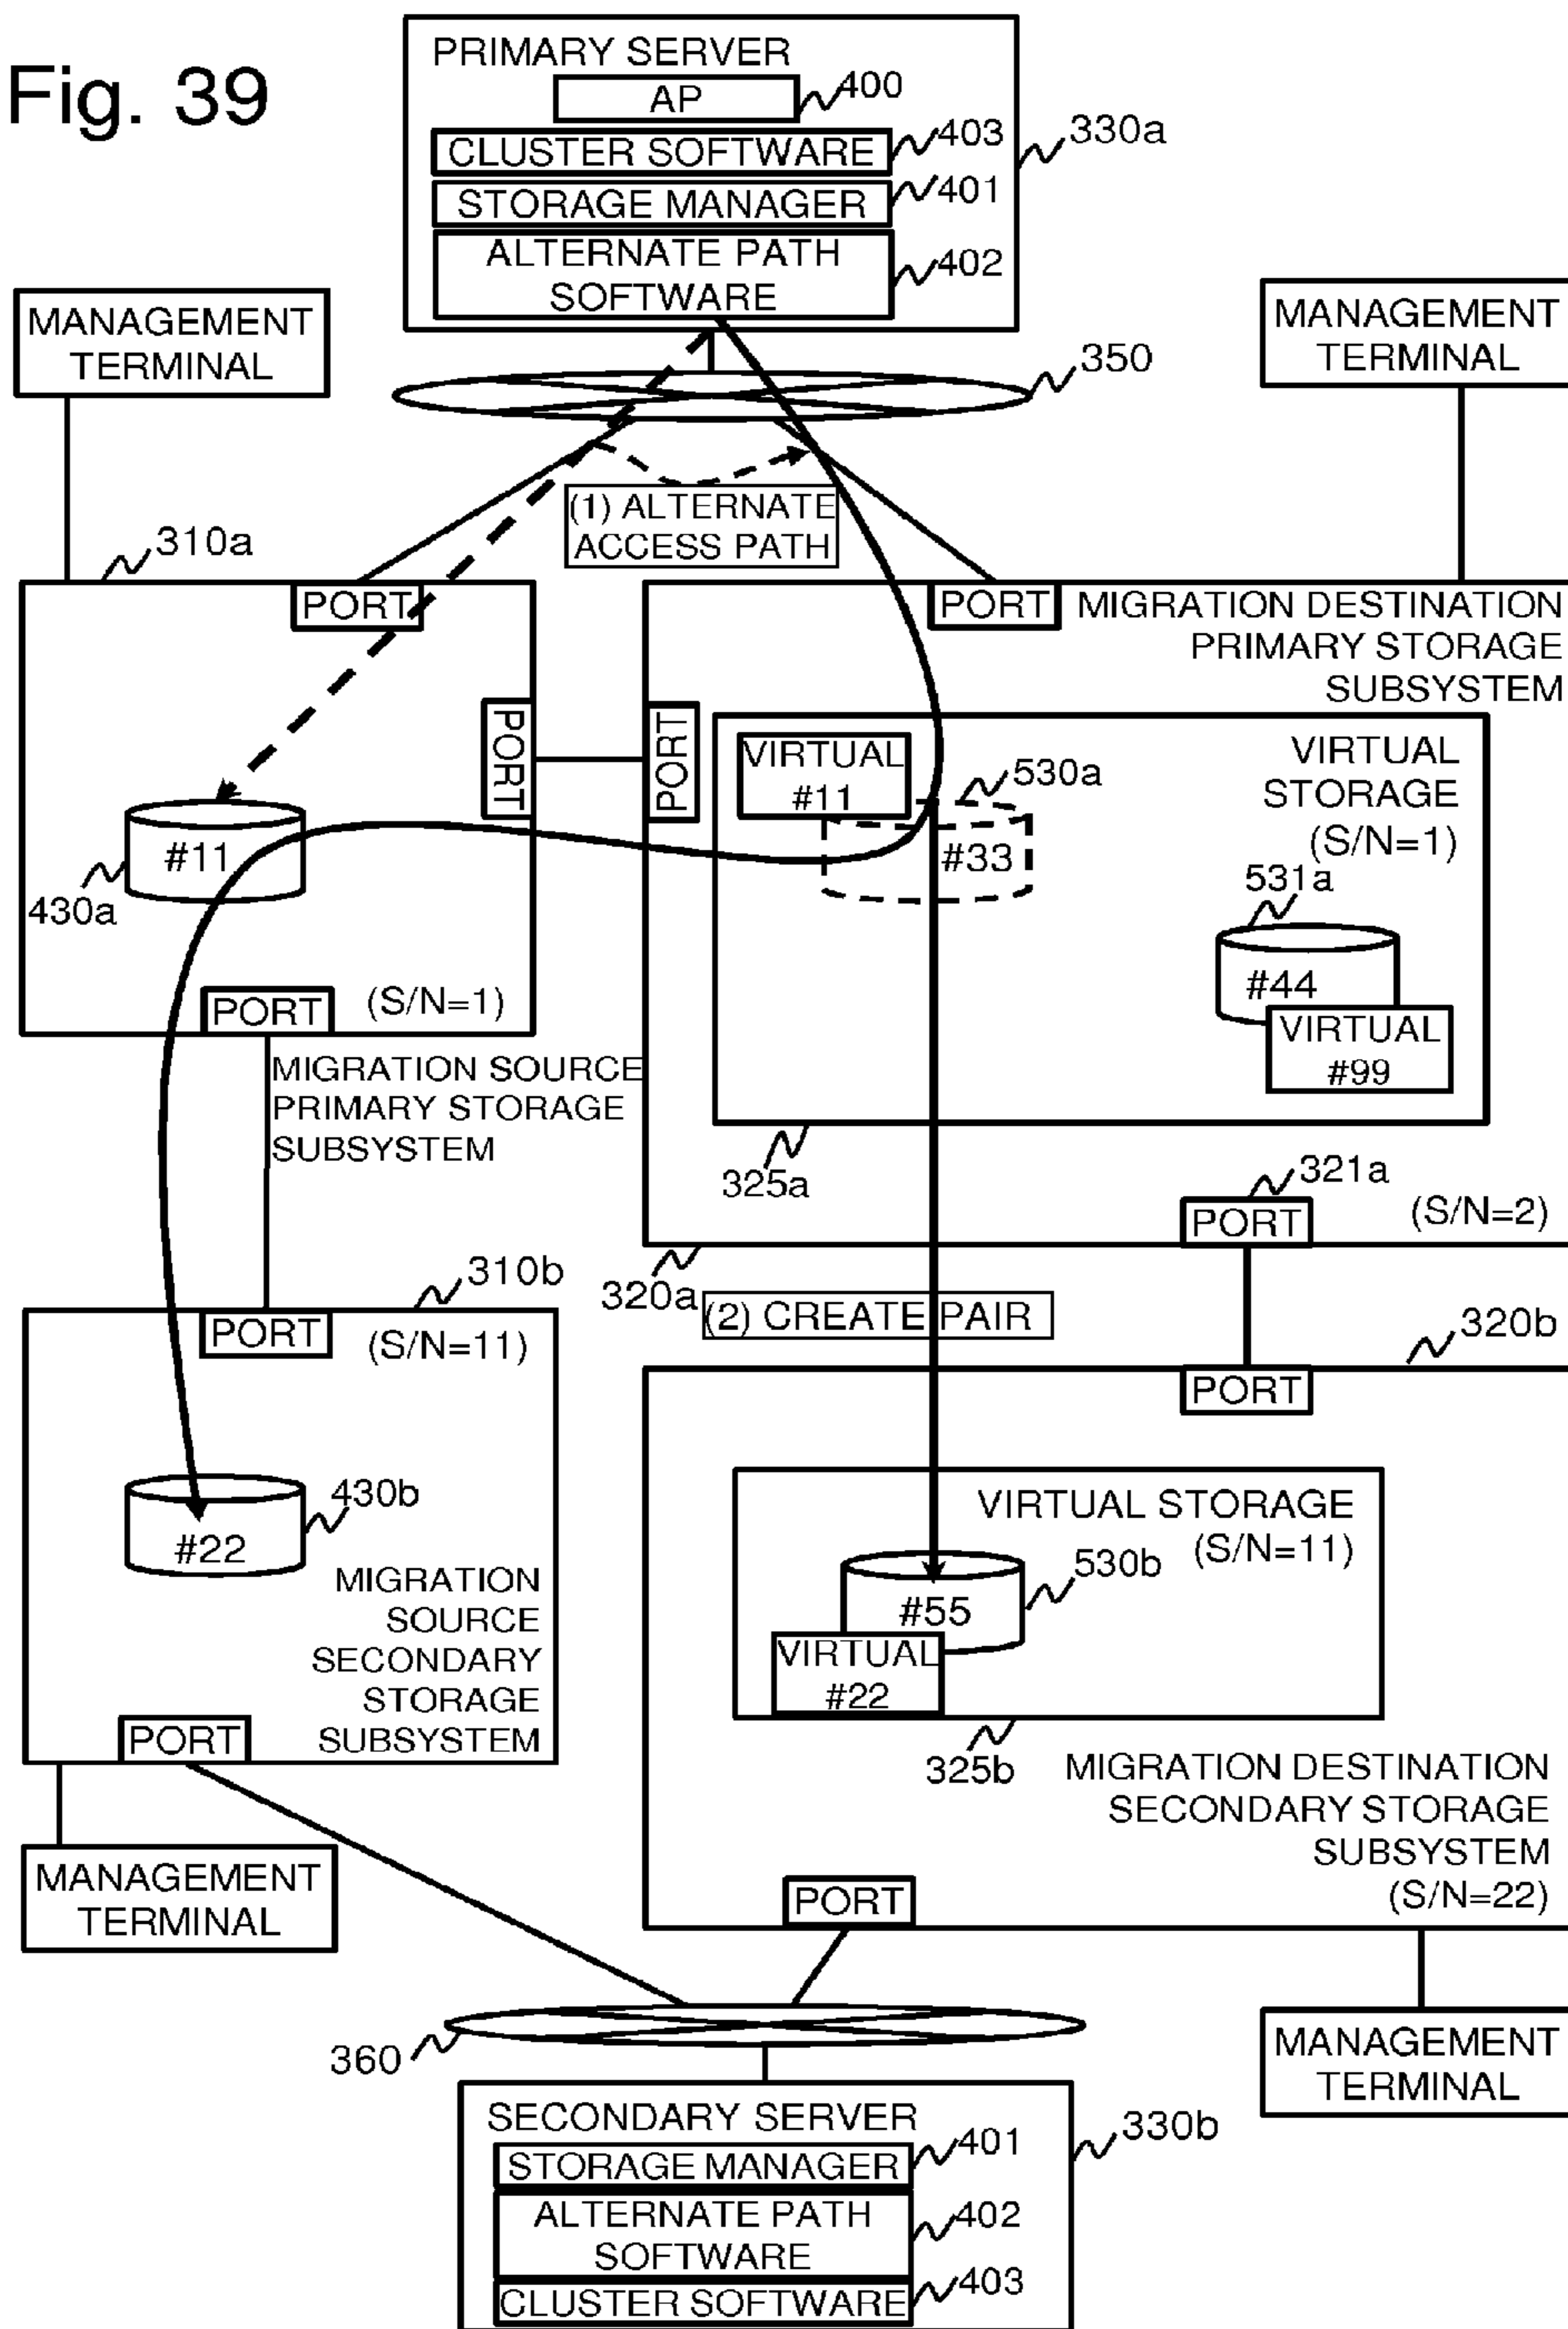 Fig. 39
PRIMARY SERVER
AP
400
CLUSTER SOFTWARE
403
330a
STORAGE MANAGER
401
ALTERNATE PATH
SOFTWARE
402
MANAGEMENT
TERMINAL
MANAGEMENT
TERMINAL
350
(1) ALTERNATE
ACCESS PATH
310a
PORT
PORT
MIGRATION DESTINATION
PRIMARY STORAGE
SUBSYSTEM
PORT
PORT
VIRTUAL
#11
530a
VIRTUAL
STORAGE
(S/N=1)
#11
430a
#33
531a
#44
VIRTUAL
#99
PORT
(S/N=1)
MIGRATION SOURCE
PRIMARY STORAGE
SUBSYSTEM
325a
321a
PORT
(S/N=2)
320a
(2) CREATE PAIR
310b
PORT
(S/N=11)
320b
PORT
430b
#22
MIGRATION
SOURCE
SECONDARY
STORAGE
SUBSYSTEM
VIRTUAL STORAGE
(S/N=11)
530b
#55
VIRTUAL
#22
325b
PORT
MIGRATION DESTINATION
SECONDARY STORAGE
SUBSYSTEM
(S/N=22)
MANAGEMENT
TERMINAL
PORT
360
MANAGEMENT
TERMINAL
SECONDARY SERVER
330b
STORAGE MANAGER
401
ALTERNATE PATH
SOFTWARE
402
CLUSTER SOFTWARE
403